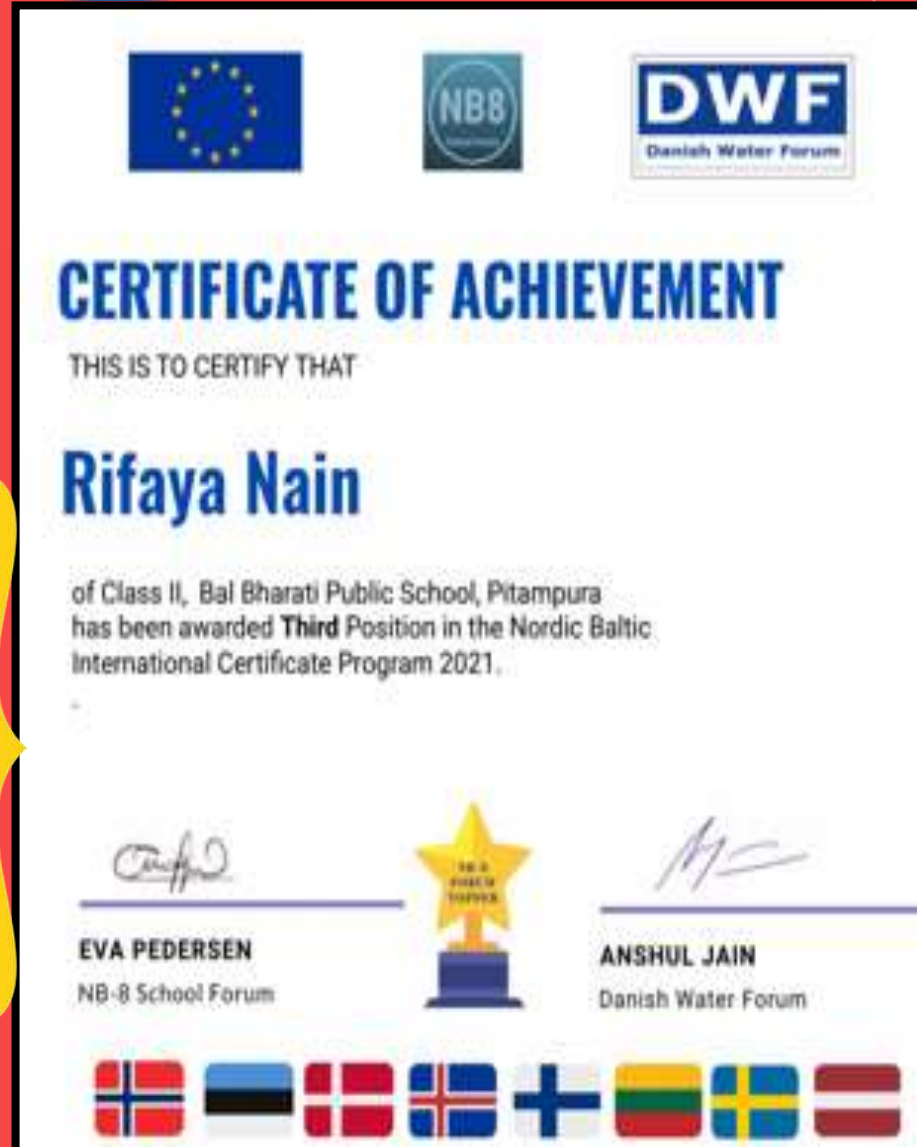 NB8
DWF
Danish Water Forum
CERTIFICATE OF ACHIEVEMENT
THIS IS TO CERTIFY THAT
Rifaya Nain
of Class II, Bal Bharati Public School, Pitampura
has been awarded Third Position in the Nordic Baltic
International Certificate Program 2021.
EVA PEDERSEN
NB-8 School Forum
ANSHUL JAIN
Danish Water Forum